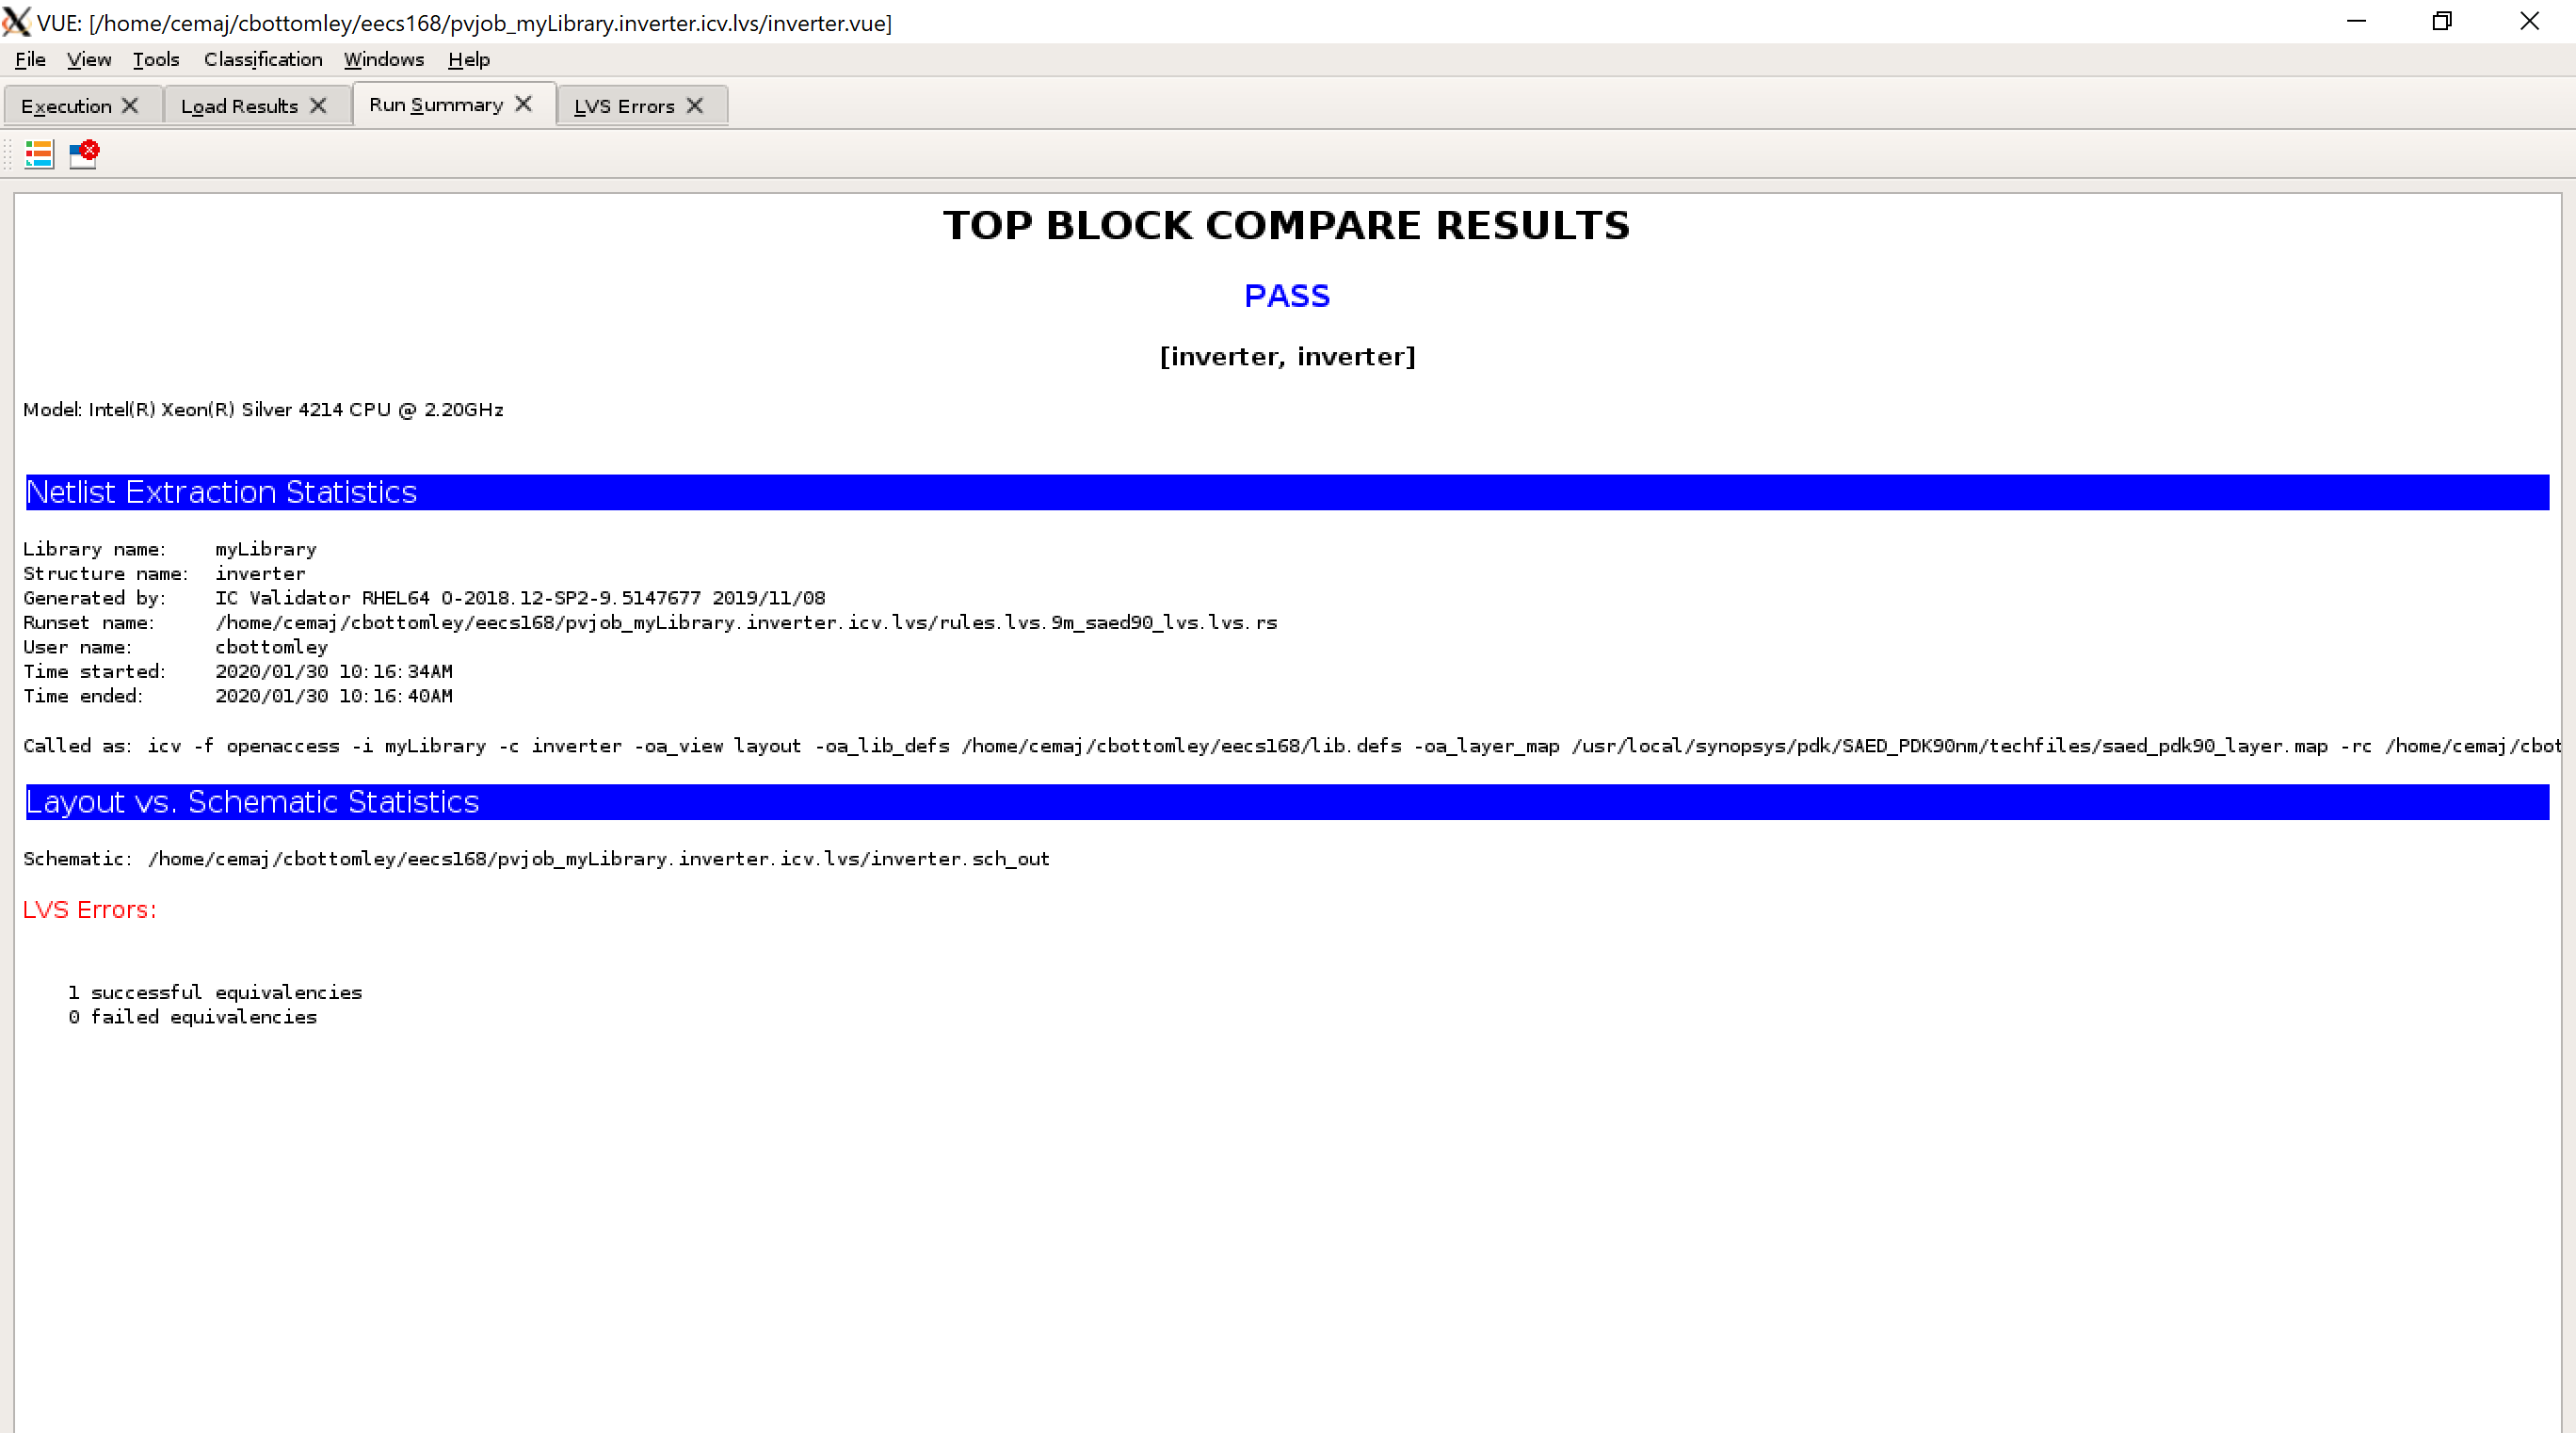 VUE: [/home/cemaj/cbottomley/eecs168/pvjob_myLibrary.inverter.icv.lvs/inverter.vue]
File View Tools Classification Windows Help
Execution Load Results Run Summary LVS Errors
TOP BLOCK COMPARE RESULTS
PASS
[inverter, inverter]
Model: Intel(R) Xeon(R) Silver 4214 CPU @ 2.20GHz
Netlist Extraction Statistics
Library name: myLibrary
Structure name: inverter
Generated by: IC Validator RHEL64 O-2018.12-SP2-9.5147677 2019/11/08
Runset name: /home/cemaj/cbottomley/eecs168/pvjob_myLibrary.inverter.icv.lvs/rules.lvs.9m_saed90_lvs.lvs.rs
User name: cbottomley
Time started: 2020/01/30 10:16:34AM
Time ended: 2020/01/30 10:16:40AM
Called as: icv -f openaccess -i myLibrary -c inverter -oa_view layout -oa_lib_defs /home/cemaj/cbottomley/eecs168/lib.defs -oa_layer_map /usr/local/synopsys/pdk/SAED_PDK90nm/techfiles/saed_pdk90_layer.map -rc /home/cemaj/cbot
Layout vs. Schematic Statistics
Schematic: /home/cemaj/cbottomley/eecs168/pvjob_myLibrary.inverter.icv.lvs/inverter.sch_out
LVS Errors:
1 successful equivalencies
0 failed equivalencies